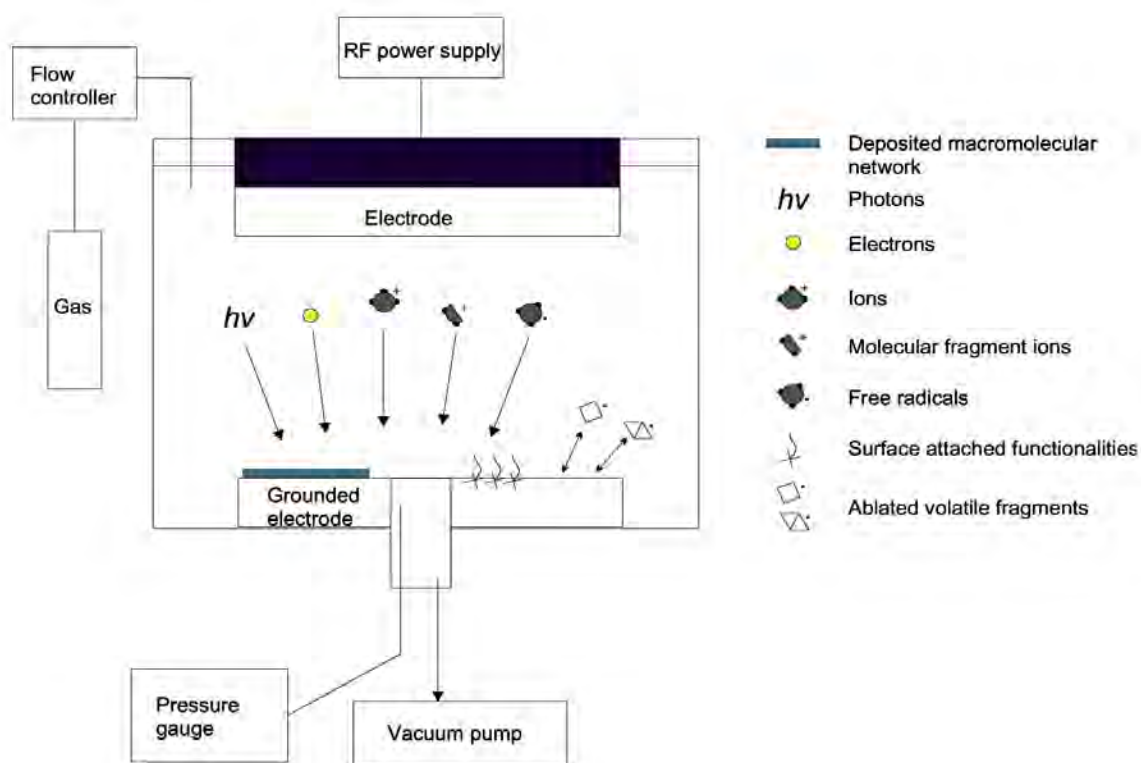 RF power supply
Flow
controller
Electrode
Gas
hv
Grounded
electrode
Pressure
gauge
Vacuum pump
Deposited macromolecular
network
hv Photons
Electrons
Ions
Molecular fragment ions
Free radicals
Surface attached functionalities
Ablated volatile fragments